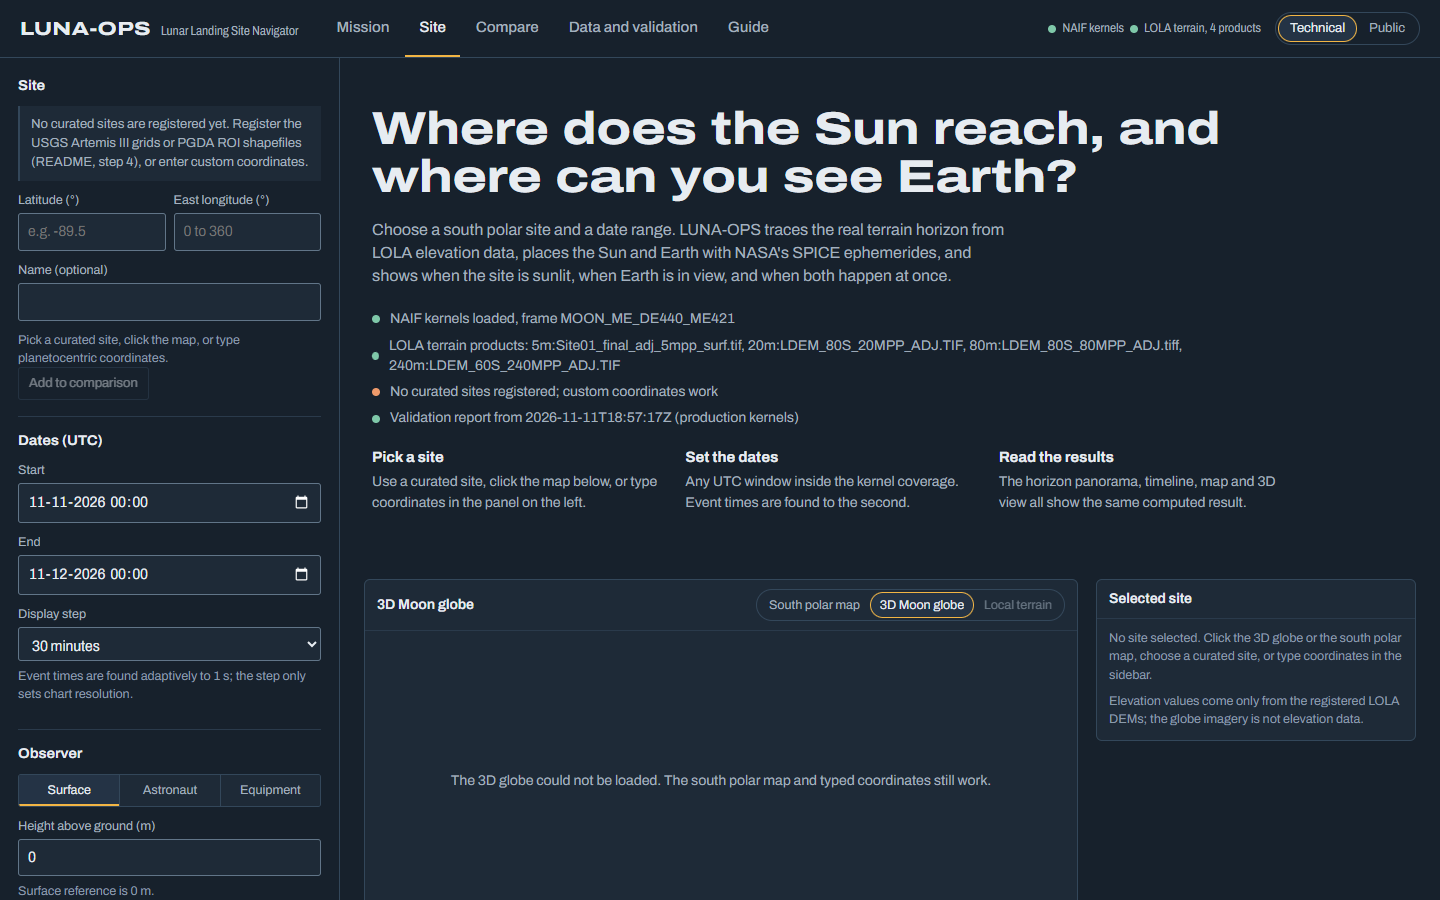 LUNA-OPS Lunar Landing Site Navigator Mission Site Compare Data and validation Guide NAIF kernels LOLA terrain, 4 products Technical Public
Site
No curated sites are registered yet. Register the
USGS Artemis III grids or PGDA ROI shapefiles
(README, step 4), or enter custom coordinates.
Latitude (°) East longitude (°)
e.g. -89.5 0 to 360
Name (optional)
Pick a curated site, click the map, or type
planetocentric coordinates.
Add to comparison
Dates (UTC)
Start
11-11-2026 00:00
End
11-12-2026 00:00
Display step
30 minutes
Event times are found adaptively to 1 s; the step only
sets chart resolution.
Observer
Surface Astronaut Equipment
Height above ground (m)
0
Surface reference is 0 m.
Where does the Sun reach, and
where can you see Earth?
Choose a south polar site and a date range. LUNA-OPS traces the real terrain horizon from
LOLA elevation data, places the Sun and Earth with NASA's SPICE ephemerides, and
shows when the site is sunlit, when Earth is in view, and when both happen at once.
NAIF kernels loaded, frame MOON_ME_DE440_ME421
LOLA terrain products: 5m:Site01_final_adj_5mpp_surf.tif, 20m:LDEM_80S_20MPP_ADJ.TIF, 80m:LDEM_80S_80MPP_ADJ.tiff,
240m:LDEM_60S_240MPP_ADJ.TIF
No curated sites registered; custom coordinates work
Validation report from 2026-11-11T18:57:17Z (production kernels)
Pick a site
Use a curated site, click the map below, or type
coordinates in the panel on the left.
Set the dates
Any UTC window inside the kernel coverage.
Event times are found to the second.
Read the results
The horizon panorama, timeline, map and 3D
view all show the same computed result.
3D Moon globe South polar map 3D Moon globe Local terrain
The 3D globe could not be loaded. The south polar map and typed coordinates still work.
Selected site
No site selected. Click the 3D globe or the south polar
map, choose a curated site, or type coordinates in the
sidebar.
Elevation values come only from the registered LOLA
DEMs; the globe imagery is not elevation data.